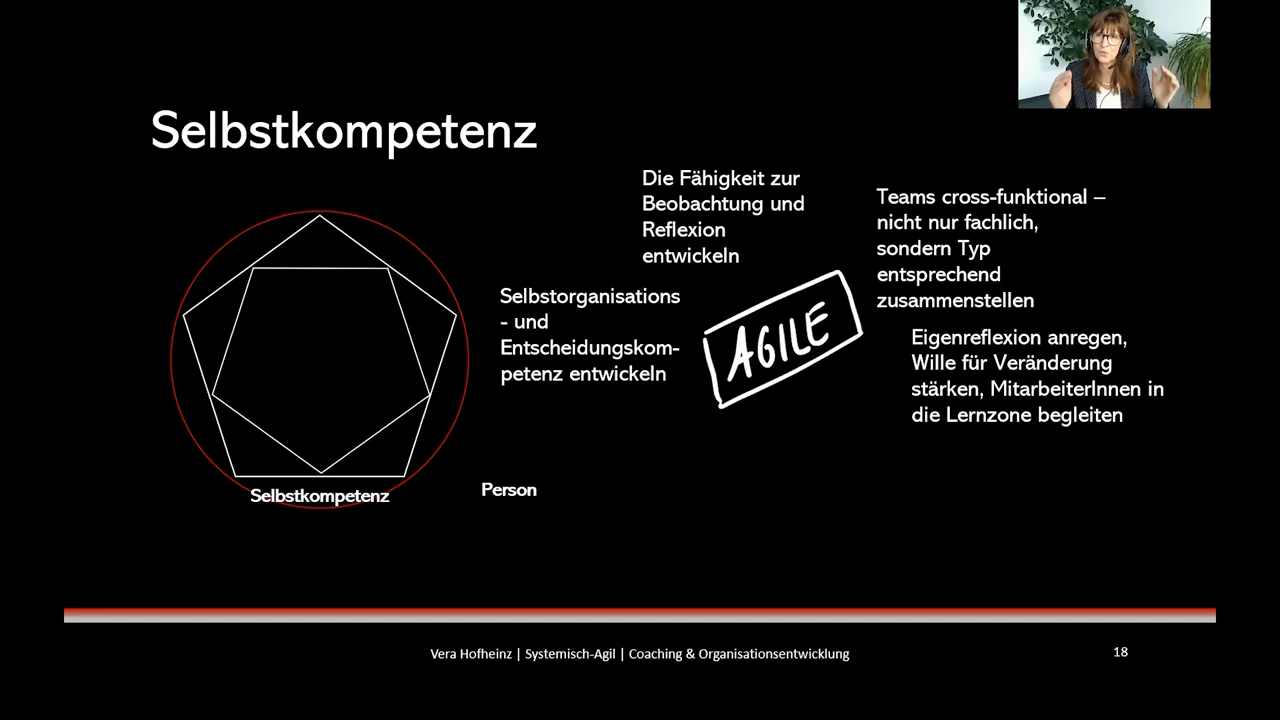 Selbstkompetenz
Die Fähigkeit zur
Beobachtung und
Reflexion
entwickeln
Teams cross-funktional –
nicht nur fachlich,
sondern Typ
entsprechend
zusammenstellen
Selbstorganisations
- und
Entscheidungskom-
petenz entwickeln
AGILE
Eigenreflexion anregen,
Wille für Veränderung
stärken, MitarbeiterInnen in
die Lernzone begleiten
Selbstkompetenz
Person
Vera Hofheinz | Systemisch-Agil | Coaching & Organisationsentwicklung
18